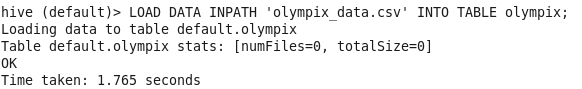 hive (default)> LOAD DATA INPATH 'olympix_data.csv' INTO TABLE olympix;
Loading data to table default.olympix
Table default.olympix stats: [numFiles=0, totalSize=0]
OK
Time taken: 1.765 seconds